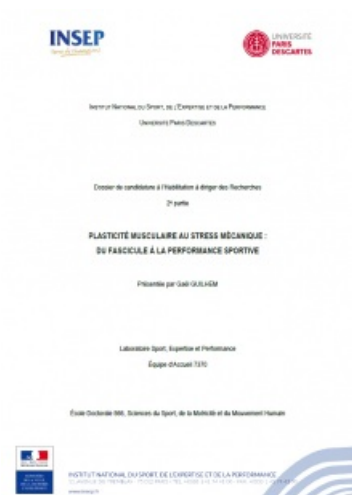 INSEP
UNIVERSITÉ
PARIS
DESCARTES
INSTITUT NATIONAL DU SPORT, DE L'EXPERTISE ET DE LA PERFORMANCE
UNIVERSITÉ PARIS DESCARTES
Dossier de candidature à l'Habilitation à diriger des Recherches
2e partie
PLASTICITÉ MUSCULAIRE AU STRESS MÉCANIQUE :
DU FASCICULE À LA PERFORMANCE SPORTIVE
Présentée par Gaël GUILHEM
Laboratoire Sport, Expertise et Performance
Équipe d'Accueil 7370
École Doctorale 566, Sciences du Sport, de la Motricité et du Mouvement Humain
INSTITUT NATIONAL DU SPORT, DE L'EXPERTISE ET DE LA PERFORMANCE